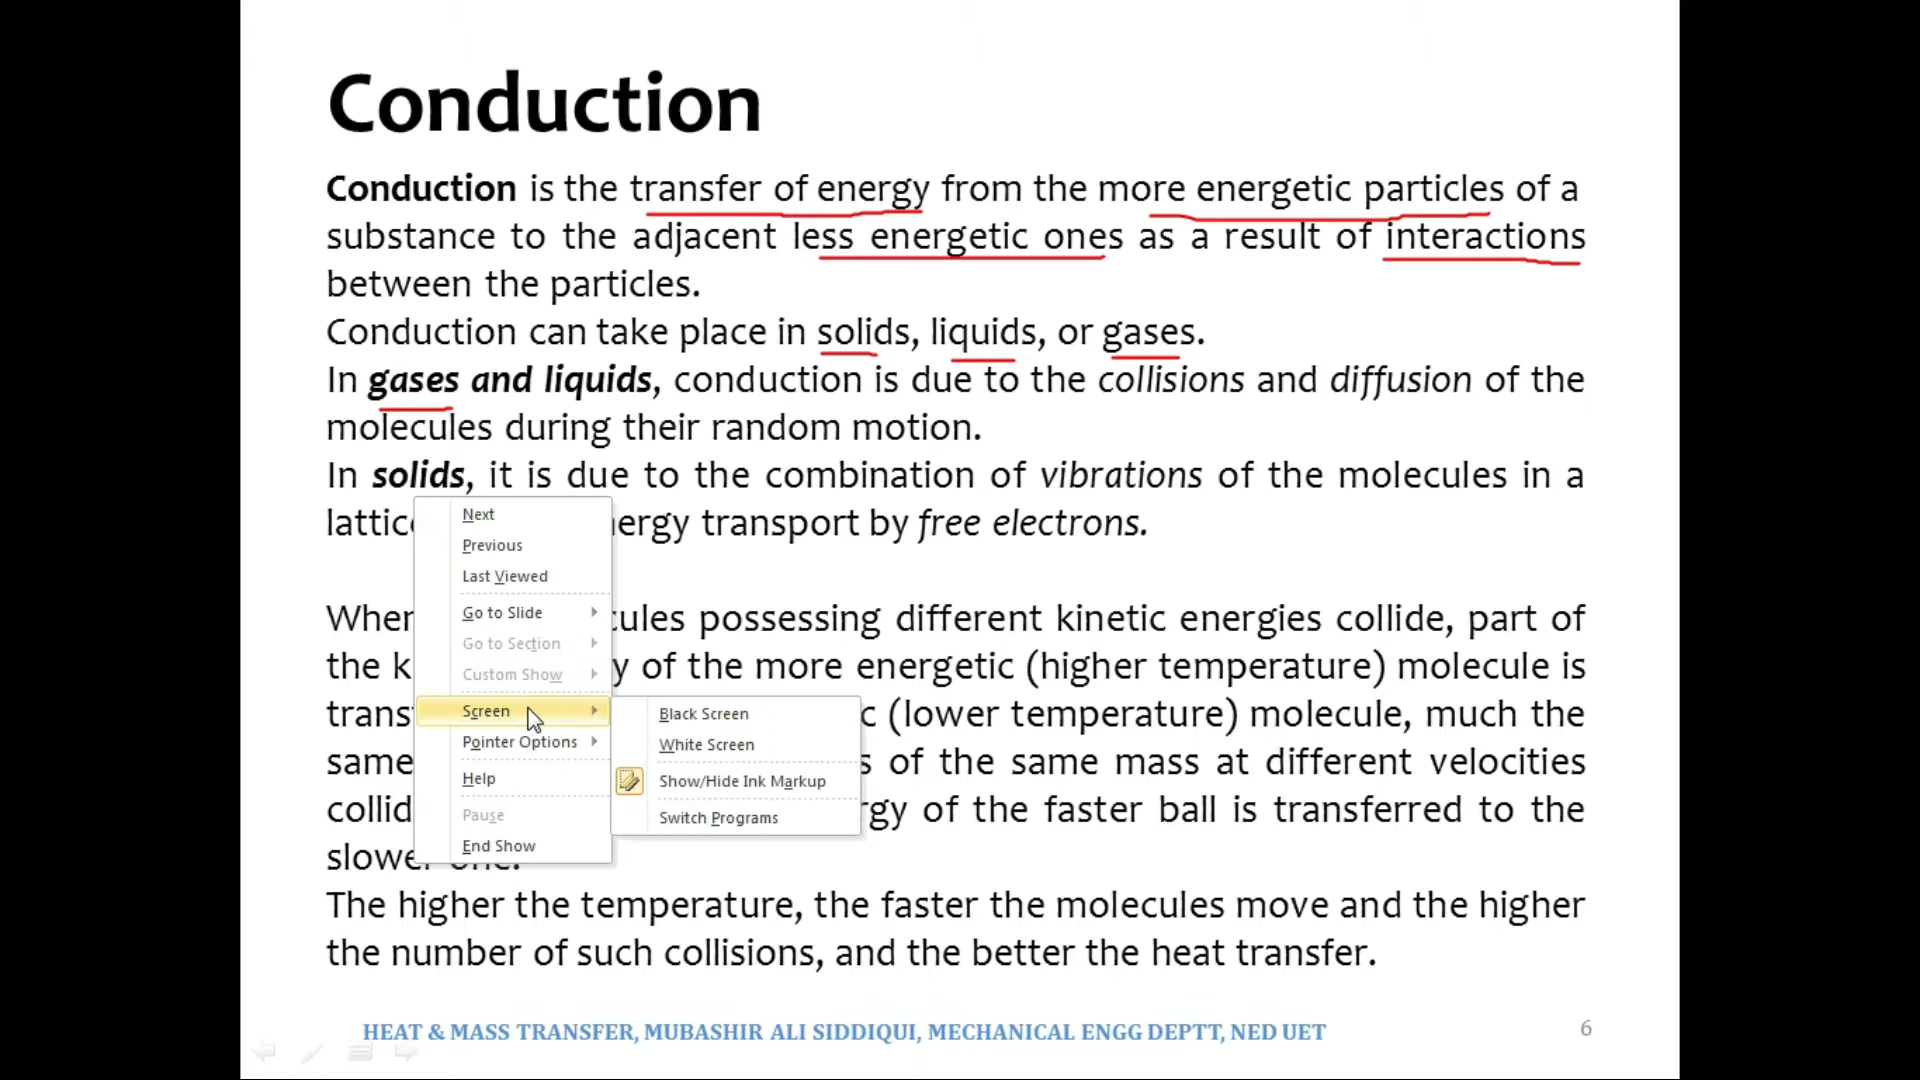 Conduction
Conduction is the transfer of energy from the more energetic particles of a
substance to the adjacent less energetic ones as a result of interactions
between the particles.
Conduction can take place in solids, liquids, or gases.
In gases and liquids, conduction is due to the collisions and diffusion of the
molecules during their random motion.
In solids, it is due to the combination of vibrations of the molecules in a
energy transport by free electrons.
possessing different kinetic energies collide, part of
the of the more energetic (higher temperature) molecule is
(lower temperature) molecule, much the
same of the same mass at different velocities
of the faster ball is transferred to the
slower one.
The higher the temperature, the faster the molecules move and the higher
the number of such collisions, and the better the heat transfer.
Next
Previous
Last Viewed
Go to Slide
Go to Section
Custom Show
Screen
Pointer Options
Help
Pause
End Show
Black Screen
White Screen
Show/Hide Ink Markup
Switch Programs
HEAT & MASS TRANSFER, MUBASHIR ALI SIDDIQUI, MECHANICAL ENGG DEPTT, NED UET
6